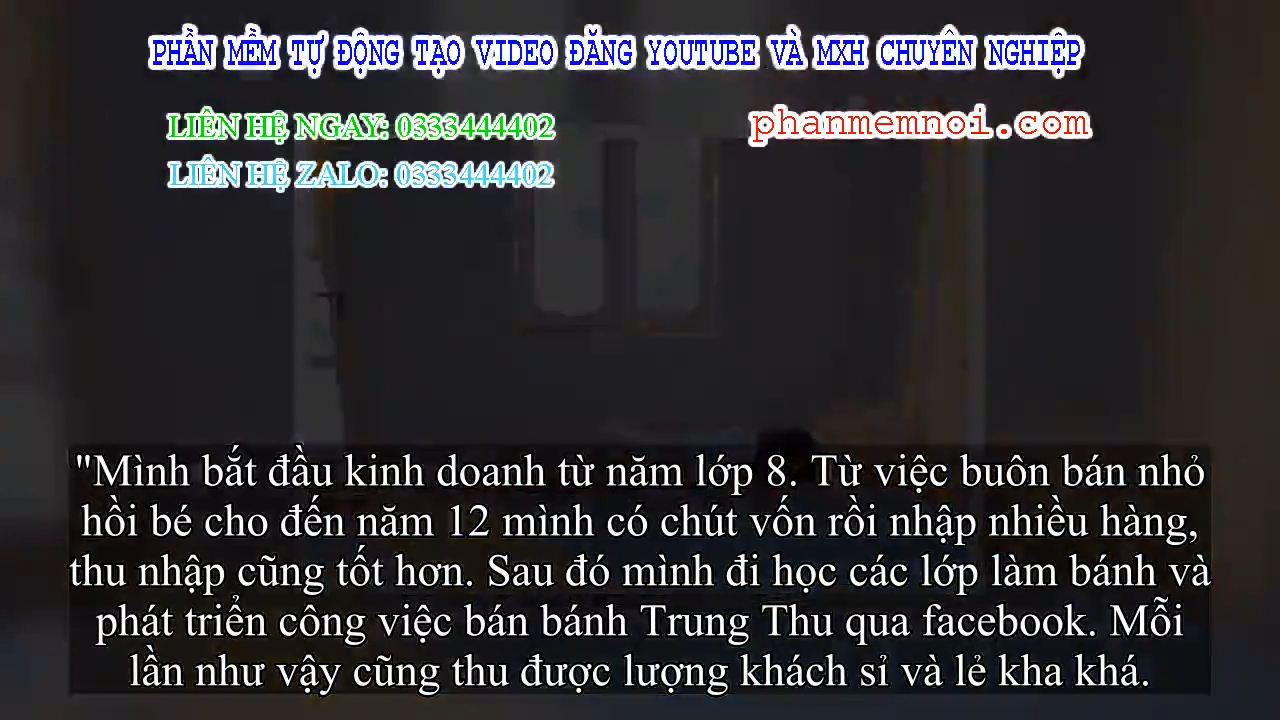 PHẦN MỀM TỰ ĐỘNG TẠO VIDEO ĐĂNG YOUTUBE VÀ MXH CHUYÊN NGHIỆP
LIÊN HỆ NGAY: 0333444402
phanmemnoi.com
LIÊN HỆ ZALO: 0333444402
"Mình bắt đầu kinh doanh từ năm lớp 8. Từ việc buôn bán nhỏ
hồi bé cho đến năm 12 mình có chút vốn rồi nhập nhiều hàng,
thu nhập cũng tốt hơn. Sau đó mình đi học các lớp làm bánh và
phát triển công việc bán bánh Trung Thu qua facebook. Mỗi
lần như vậy cũng thu được lượng khách sỉ và lẻ kha khá.